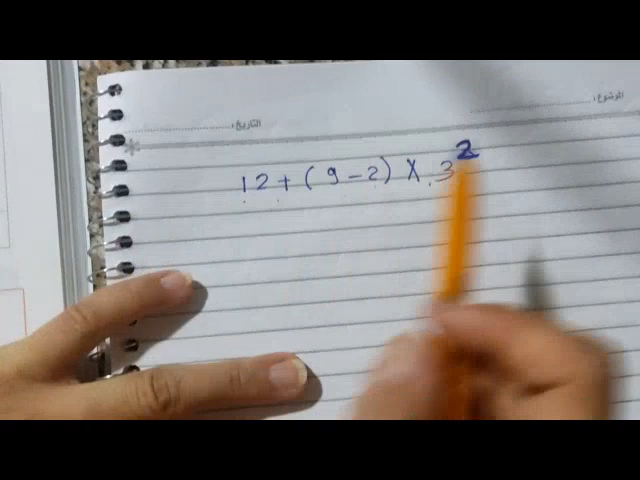 الموضوع:
التاريخ:
12 + (9 - 2) × 3²